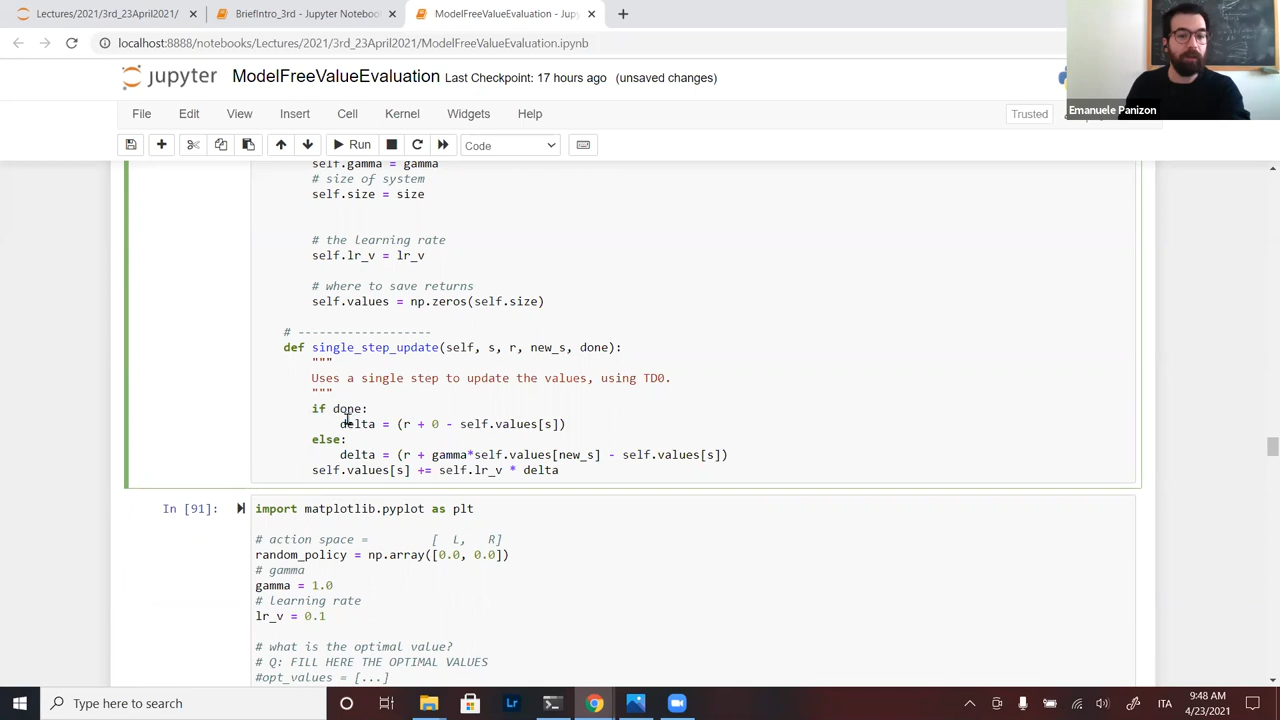 Lectures/2021/3rd_23April2021/
BriefIntro_3rd - Jupyter Notebook
ModelFreeValueEvaluation - Jup
localhost:8888/notebooks/Lectures/2021/3rd_23April2021/ModelFreeValueEvaluation.ipynb
jupyter ModelFreeValueEvaluation Last Checkpoint: 17 hours ago (unsaved changes)
Emanuele Panizon
File Edit View Insert Cell Kernel Widgets Help
Trusted
Run Code
self.gamma = gamma
# size of system
self.size = size
# the learning rate
self.lr_v = lr_v
# where to save returns
self.values = np.zeros(self.size)
# -------------------
def single_step_update(self, s, r, new_s, done):
"""
Uses a single step to update the values, using TD0.
"""
if done:
delta = (r + 0 - self.values[s])
else:
delta = (r + gamma*self.values[new_s] - self.values[s])
self.values[s] += self.lr_v * delta
In [91]:
import matplotlib.pyplot as plt
# action space = [ L, R]
random_policy = np.array([0.0, 0.0])
# gamma
gamma = 1.0
# learning rate
lr_v = 0.1
# what is the optimal value?
# Q: FILL HERE THE OPTIMAL VALUES
#opt_values = [...]
Type here to search
ITA
9:48 AM
4/23/2021